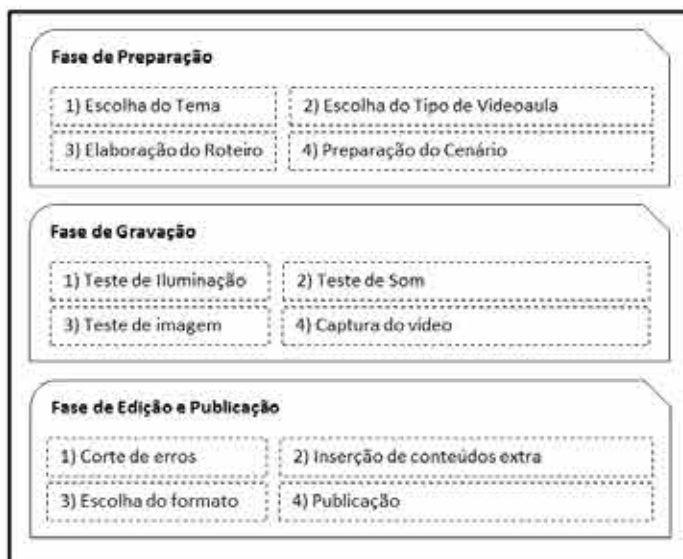 Fase de Preparação
1) Escolha do Tema
2) Escolha do Tipo de Videoaula
3) Elaboração do Roteiro
4) Preparação do Cenário
Fase de Gravação
1) Teste de Iluminação
2) Teste de Som
3) Teste de imagem
4) Captura do vídeo
Fase de Edição e Publicação
1) Corte de erros
2) Inserção de conteúdos extra
3) Escolha do formato
4) Publicação